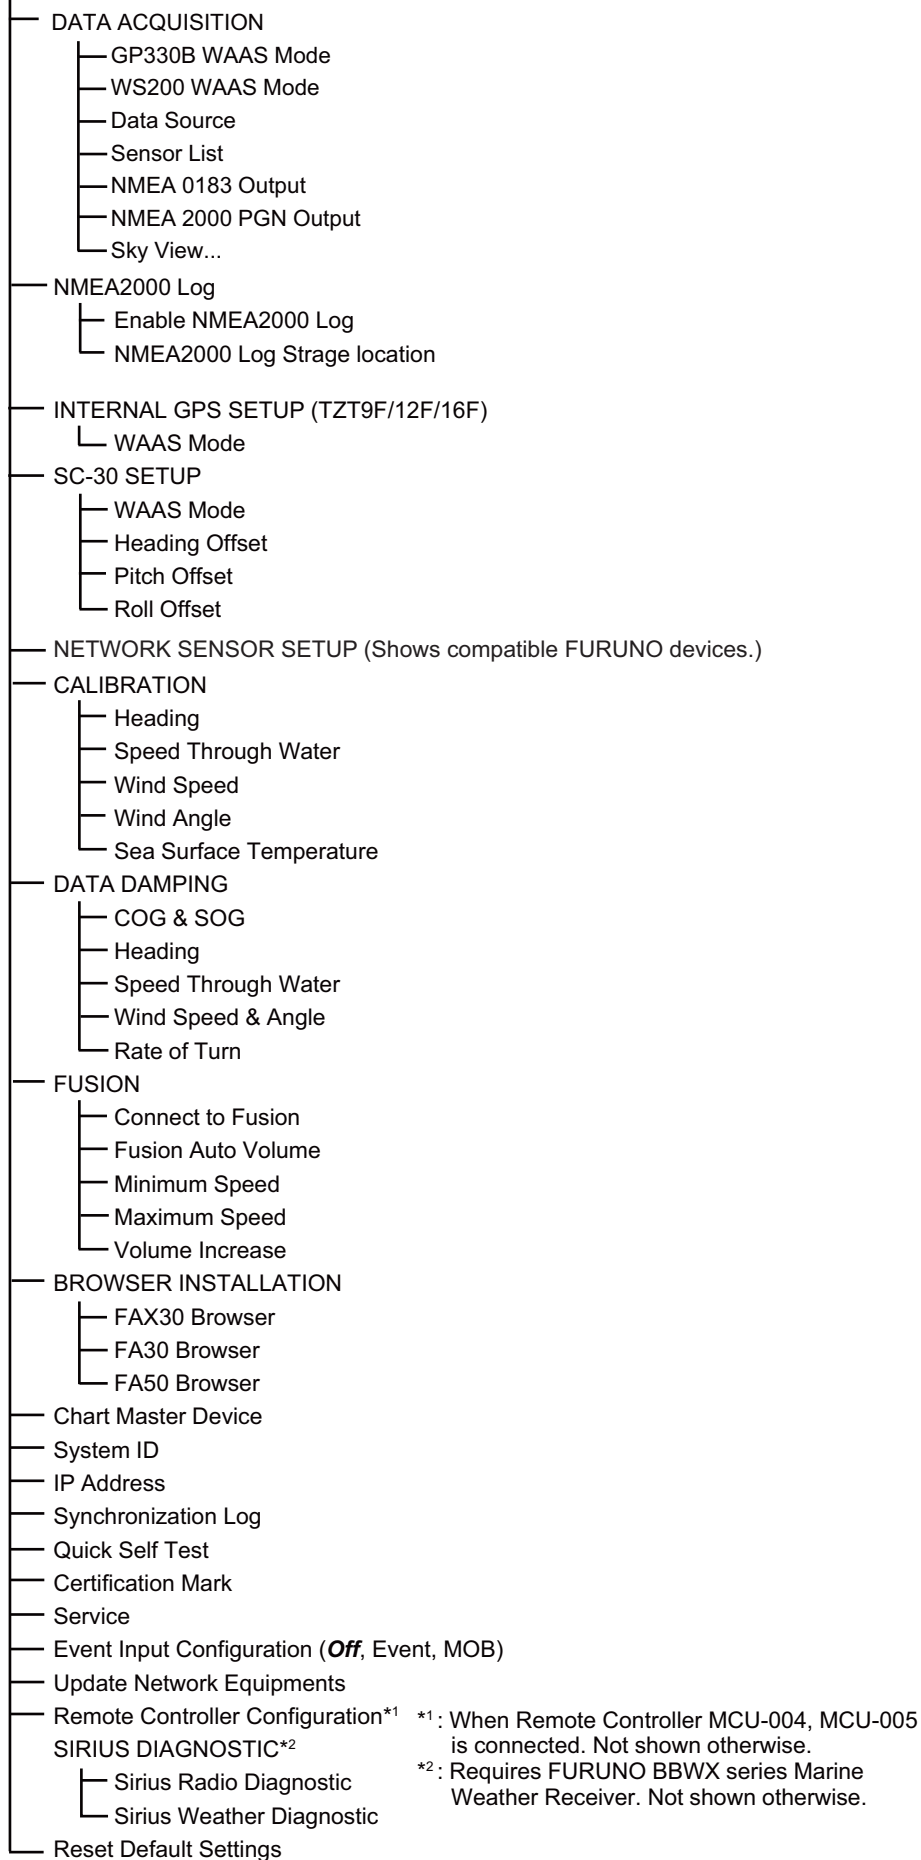 DATA ACQUISITION
GP330B WAAS Mode
WS200 WAAS Mode
Data Source
Sensor List
NMEA 0183 Output
NMEA 2000 PGN Output
Sky View...
NMEA2000 Log
Enable NMEA2000 Log
NMEA2000 Log Strage location
INTERNAL GPS SETUP (TZT9F/12F/16F)
WAAS Mode
SC-30 SETUP
WAAS Mode
Heading Offset
Pitch Offset
Roll Offset
NETWORK SENSOR SETUP (Shows compatible FURUNO devices.)
CALIBRATION
Heading
Speed Through Water
Wind Speed
Wind Angle
Sea Surface Temperature
DATA DAMPING
COG & SOG
Heading
Speed Through Water
Wind Speed & Angle
Rate of Turn
FUSION
Connect to Fusion
Fusion Auto Volume
Minimum Speed
Maximum Speed
Volume Increase
BROWSER INSTALLATION
FAX30 Browser
FA30 Browser
FA50 Browser
Chart Master Device
System ID
IP Address
Synchronization Log
Quick Self Test
Certification Mark
Service
Event Input Configuration (Off, Event, MOB)
Update Network Equipments
Remote Controller Configuration*1
SIRIUS DIAGNOSTIC*2
Sirius Radio Diagnostic
Sirius Weather Diagnostic
Reset Default Settings
*1: When Remote Controller MCU-004, MCU-005
is connected. Not shown otherwise.
*2: Requires FURUNO BBWX series Marine
Weather Receiver. Not shown otherwise.